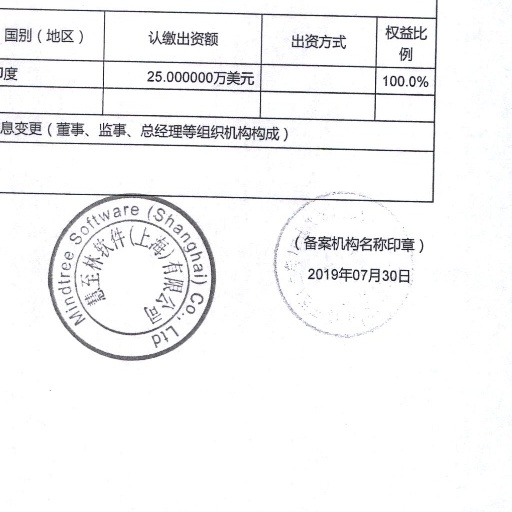 国别（地区） 认缴出资额 出资方式 权益比例
印度 25.000000万美元 100.0%
息变更（董事、监事、总经理等组织机构构成）
Mindtree Software (Shanghai) Co., Ltd
慧至林软件(上海)有限公司
（备案机构名称印章）
2019年07月30日